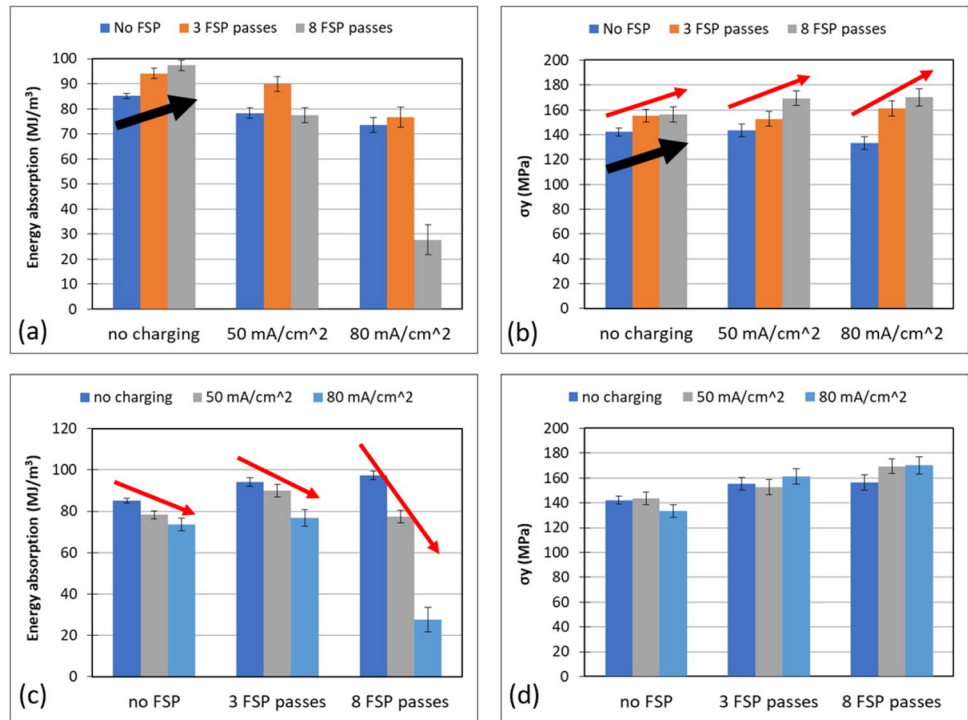 No FSP 3 FSP passes 8 FSP passes
Energy absorption (MJ/m³)
100
90
80
70
60
50
40
30
20
10
0
no charging 50 mA/cm^2 80 mA/cm^2
(a)
No FSP 3 FSP passes 8 FSP passes
σy (MPa)
200
180
160
140
120
100
80
60
40
20
0
no charging 50 mA/cm^2 80 mA/cm^2
(b)
no charging 50 mA/cm^2 80 mA/cm^2
Energy absorption (MJ/m³)
120
100
80
60
40
20
0
no FSP 3 FSP passes 8 FSP passes
(c)
no charging 50 mA/cm^2 80 mA/cm^2
σy (MPa)
200
180
160
140
120
100
80
60
40
20
0
no FSP 3 FSP passes 8 FSP passes
(d)